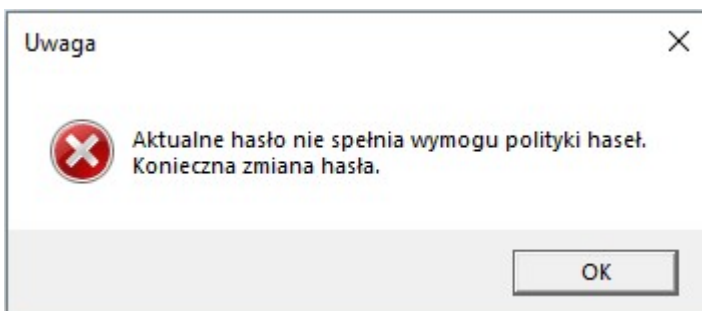 Uwaga
Aktualne hasło nie spełnia wymogu polityki haseł.
Konieczna zmiana hasła.
OK